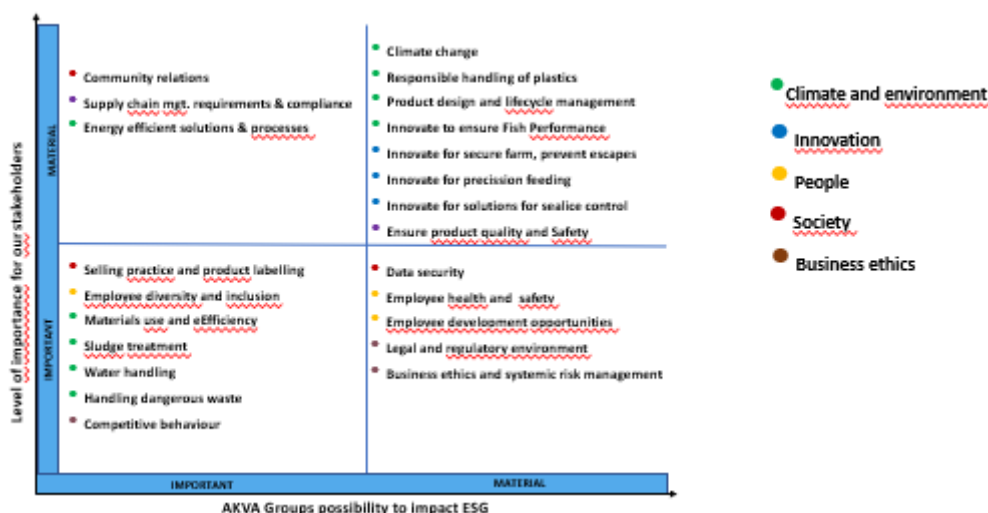 Level of importance for our stakeholders
MATERIAL
IMPORTANT
Community relations
Supply chain mgt. requirements & compliance
Energy efficient solutions & processes
Climate change
Responsible handling of plastics
Product design and lifecycle management
Innovate to ensure Fish Performance
Innovate for secure farm, prevent escapes
Innovate for precision feeding
Innovate for solutions for sealice control
Ensure product quality and Safety
Selling practice and product labelling
Employee diversity and inclusion
Materials use and eEfficiency
Sludge treatment
Water handling
Handling dangerous waste
Competitive behaviour
Data security
Employee health and safety
Employee development opportunities
Legal and regulatory environment
Business ethics and systemic risk management
IMPORTANT
MATERIAL
AKVA Groups possibility to impact ESG
Climate and environment
Innovation
People
Society
Business ethics